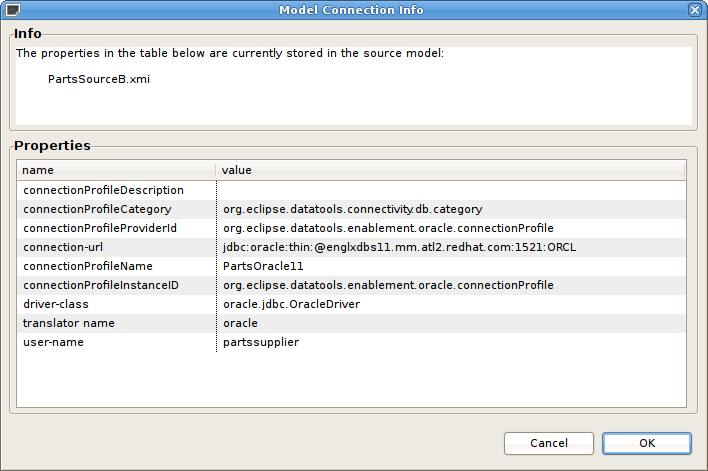 Model Connection Info
Info
The properties in the table below are currently stored in the source model:
PartsSourceB.xmi
Properties
name value
connectionProfileDescription
connectionProfileCategory org.eclipse.datatools.connectivity.db.category
connectionProfileProviderId org.eclipse.datatools.enablement.oracle.connectionProfile
connection-url jdbc:oracle:thin:@englxdbs11.mm.atl2.redhat.com:1521:ORCL
connectionProfileName PartsOracle11
connectionProfileInstanceID org.eclipse.datatools.enablement.oracle.connectionProfile
driver-class oracle.jdbc.OracleDriver
translator name oracle
user-name partssupplier
Cancel OK